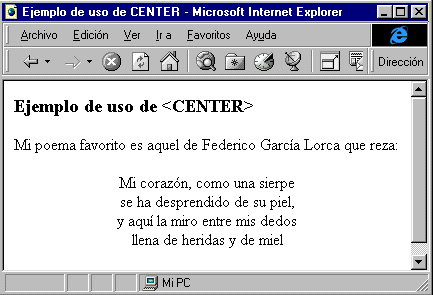 Ejemplo de uso de CENTER - Microsoft Internet Explorer
Archivo Edición Ver Ir a Favoritos Ayuda
Dirección
Ejemplo de uso de <CENTER>
Mi poema favorito es aquel de Federico García Lorca que reza:
Mi corazón, como una sierpe
se ha desprendido de su piel,
y aquí la miro entre mis dedos
llena de heridas y de miel
Mi PC